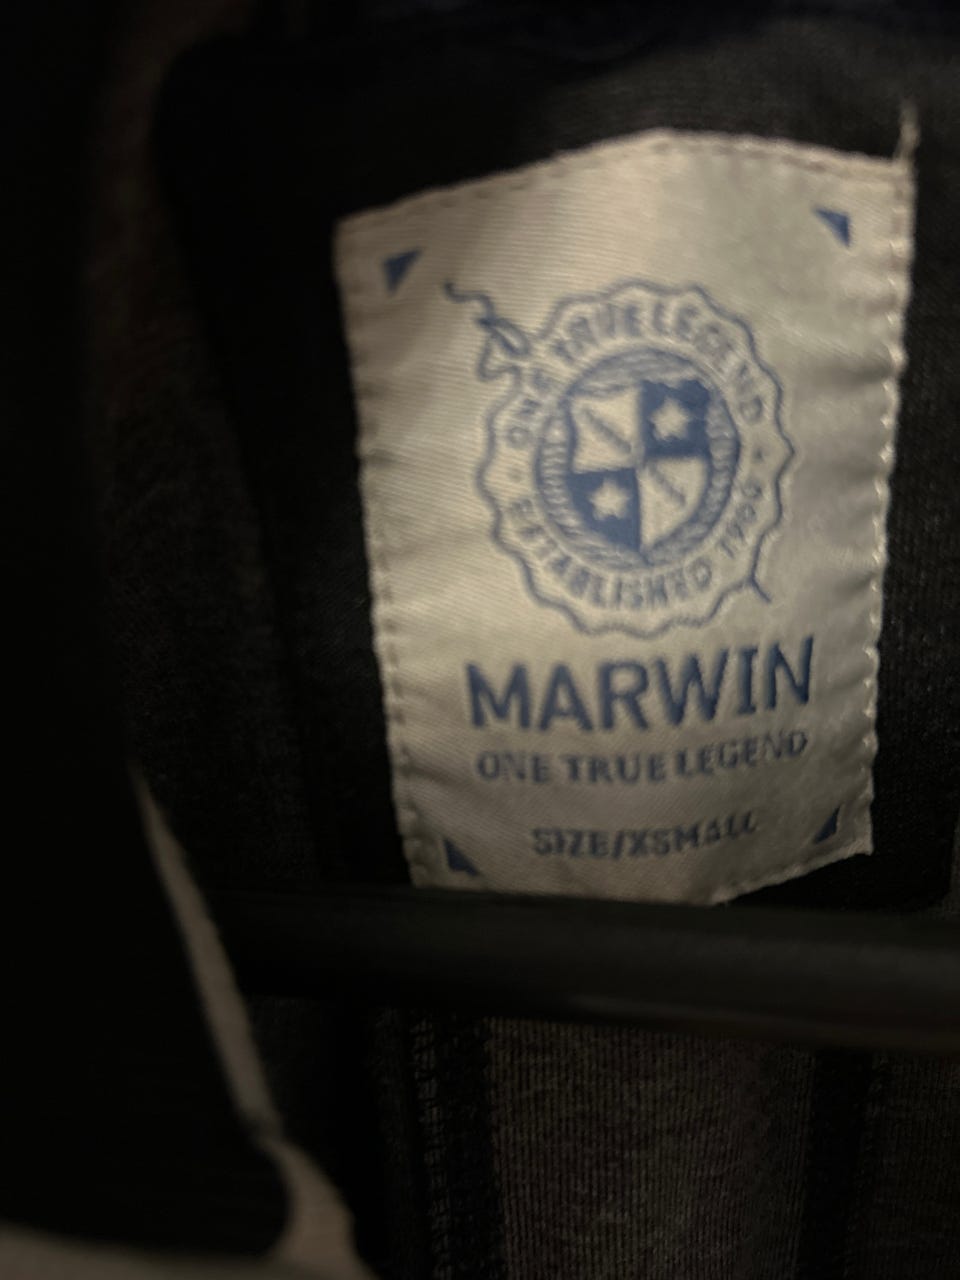 ONE TRUE LEGEND
ESTABLISHED
MARWIN
ONE TRUE LEGEND
SIZE/XSMALL